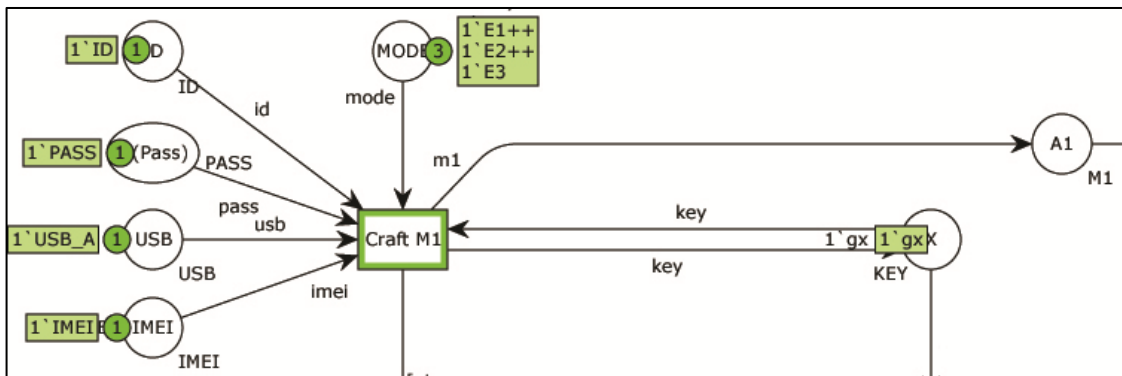 1`ID
1
D
ID
id
MODE
3
1`E1++
1`E2++
1`E3
mode
1`PASS
1
(Pass)
PASS
pass
m1
A1
M1
1`USB_A
1
USB
USB
usb
Craft M1
key
key
1`gx
1`gx
X
KEY
1`IMEI
1
IMEI
IMEI
imei